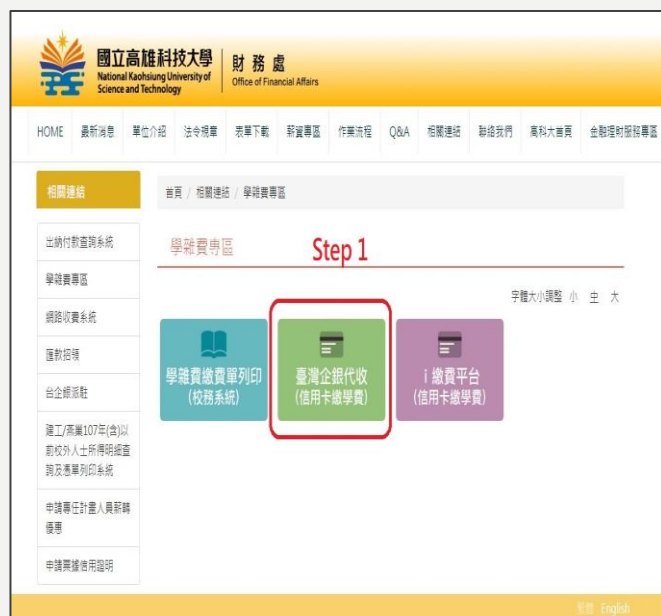 國立高雄科技大學
National Kaohsiung University of
Science and Technology
財務處
Office of Financial Affairs
HOME 最新消息 單位介紹 法令規章 表單下載 薪資專區 作業流程 Q&A 相關連結 聯絡我們 高科大首頁 金融理財服務專區
相關連結
首頁 / 相關連結 / 學雜費專區
出納付款查詢系統
學雜費專區
網路收費系統
匯款招領
台企銀派駐
建工/燕巢107年(含)以
前校外人士所得明細查
詢及憑單列印系統
申請專任計畫人員薪轉
優惠
申請票據信用證明
學雜費專區
Step 1
字體大小調整 小 中 大
學雜費繳費單列印
(校務系統)
臺灣企銀代收
(信用卡繳學費)
i 繳費平台
(信用卡繳學費)
繁體 English